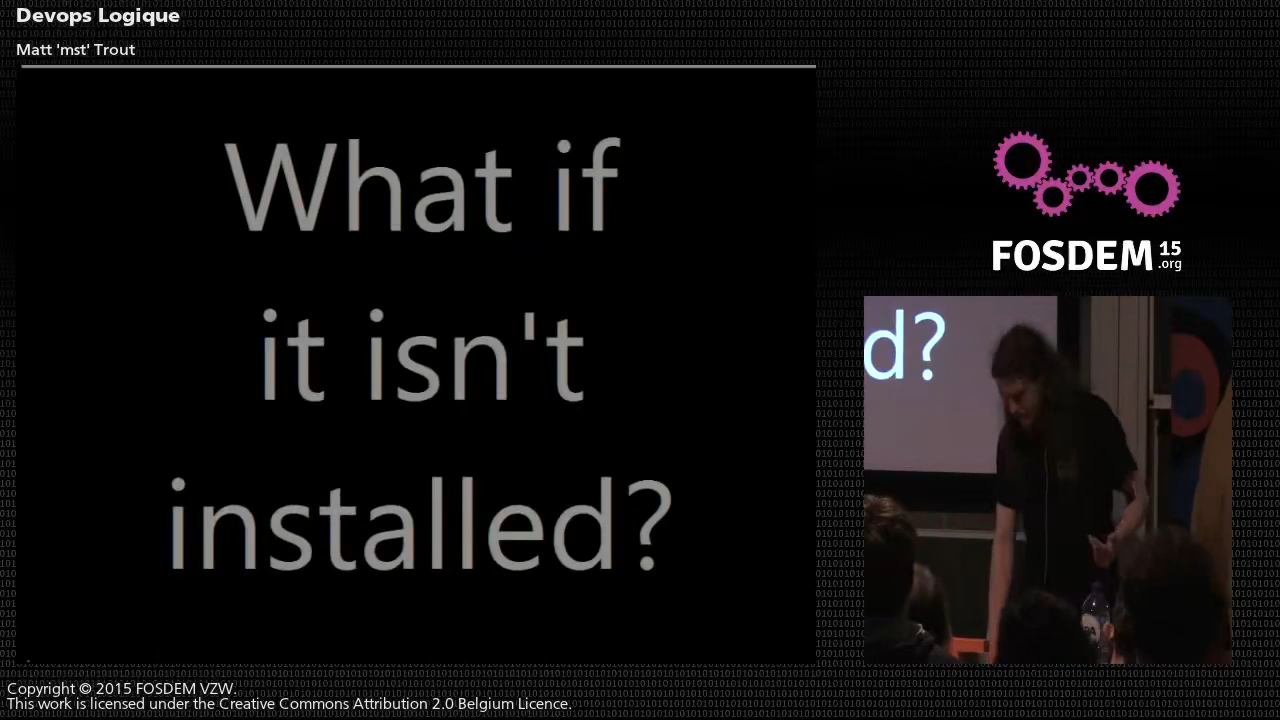 Devops Logique
Matt 'mst' Trout
What if
it isn't
installed?
FOSDEM 15
.org
d?
Copyright © 2015 FOSDEM VZW.
This work is licensed under the Creative Commons Attribution 2.0 Belgium Licence.